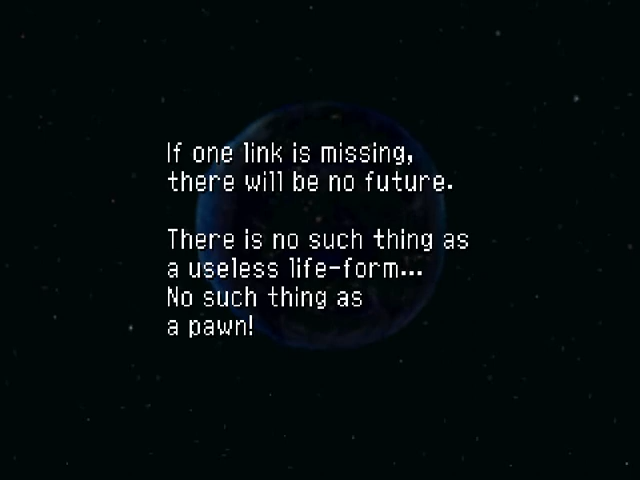 If one link is missing,
there will be no future.
There is no such thing as
a useless life-form...
No such thing as
a pawn!